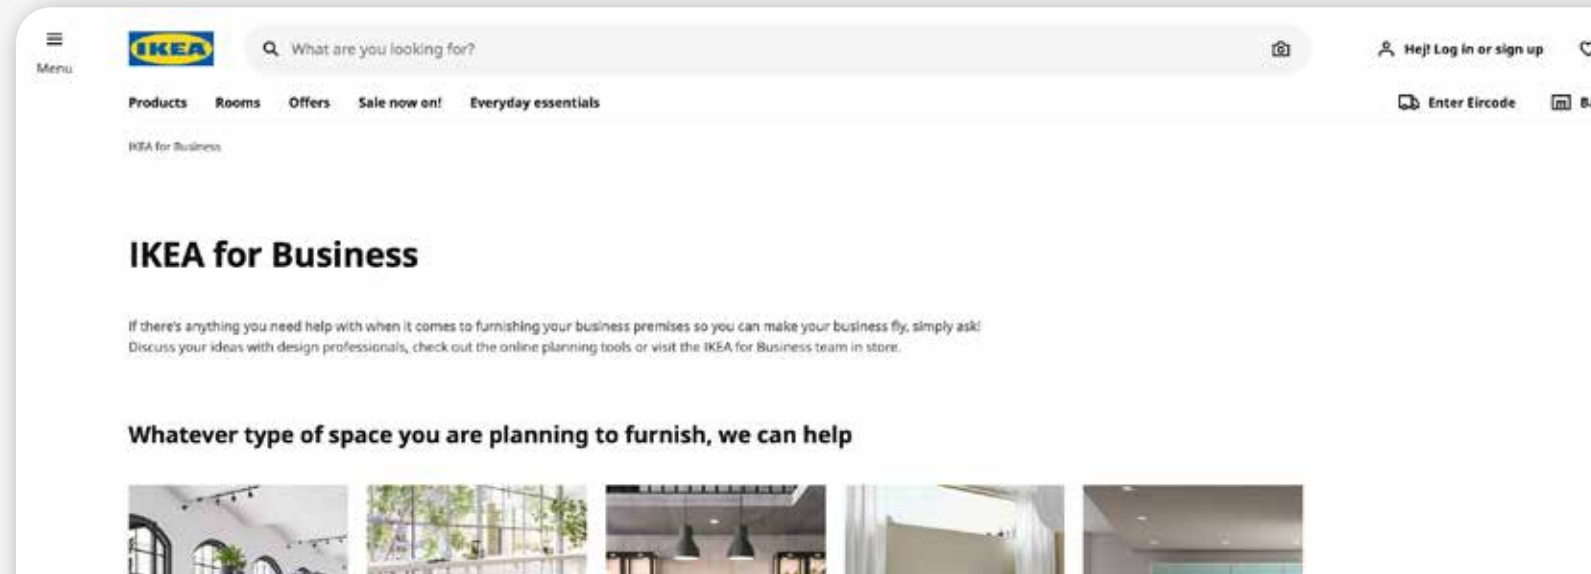 IKEA
What are you looking for?
Hej! Log in or sign up
Menu
Products Rooms Offers Sale now on! Everyday essentials
Enter Eircode
IKEA for Business
IKEA for Business
If there's anything you need help with when it comes to furnishing your business premises so you can make your business fly, simply ask!
Discuss your ideas with design professionals, check out the online planning tools or visit the IKEA for Business team in store.
Whatever type of space you are planning to furnish, we can help